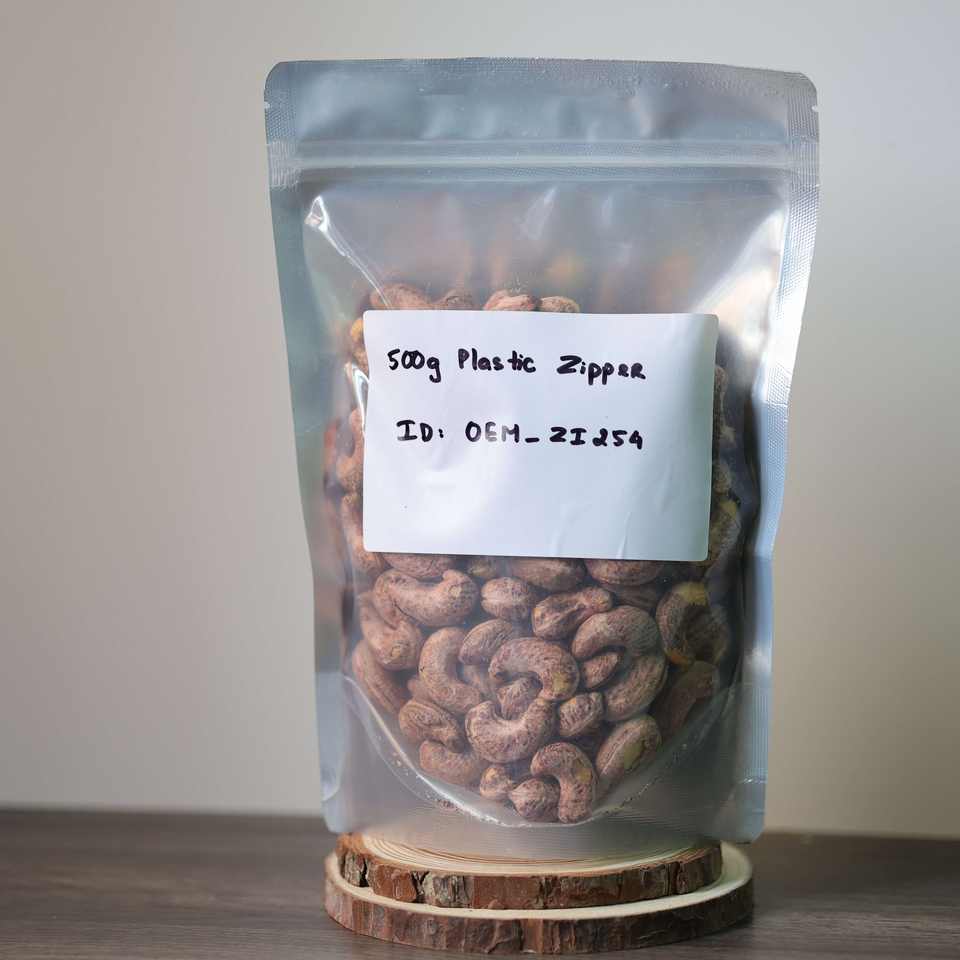 500g Plastic Zipper
ID: OEM_ZI254